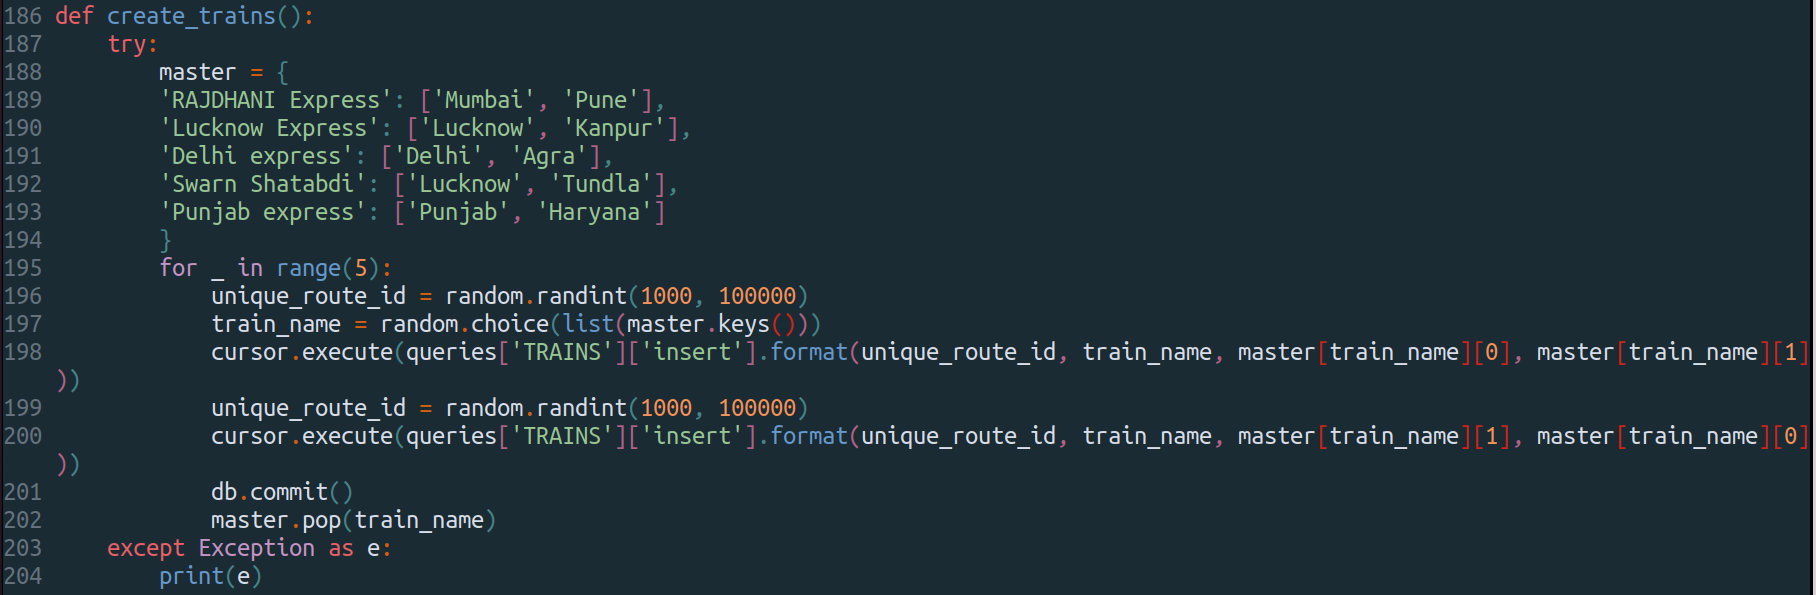 186 def create_trains():
187     try:
188         master = {
189         'RAJDHANI Express': ['Mumbai', 'Pune'],
190         'Lucknow Express': ['Lucknow', 'Kanpur'],
191         'Delhi express': ['Delhi', 'Agra'],
192         'Swarn Shatabdi': ['Lucknow', 'Tundla'],
193         'Punjab express': ['Punjab', 'Haryana']
194         }
195         for _ in range(5):
196             unique_route_id = random.randint(1000, 100000)
197             train_name = random.choice(list(master.keys()))
198             cursor.execute(queries['TRAINS']['insert'].format(unique_route_id, train_name, master[train_name][0], master[train_name][1]
))
199             unique_route_id = random.randint(1000, 100000)
200             cursor.execute(queries['TRAINS']['insert'].format(unique_route_id, train_name, master[train_name][1], master[train_name][0]
))
201             db.commit()
202             master.pop(train_name)
203     except Exception as e:
204         print(e)